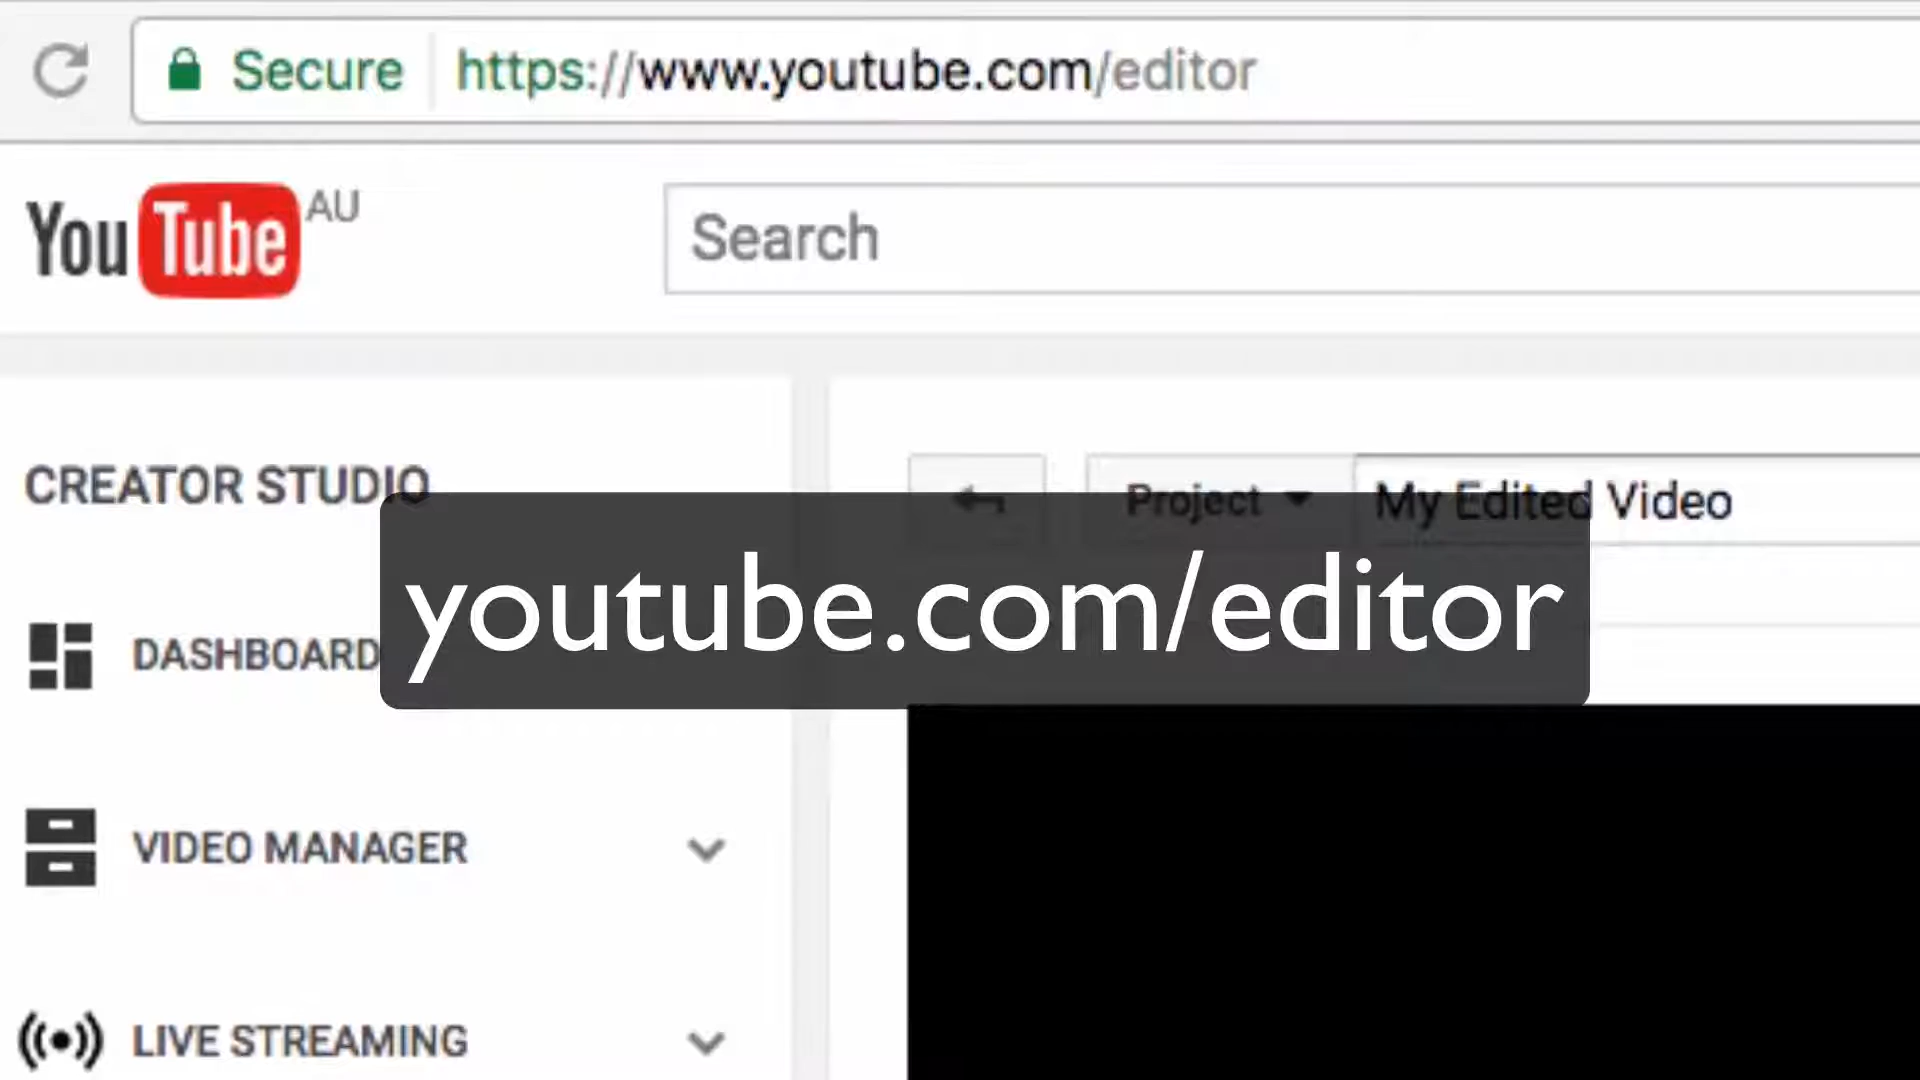 Secure https://www.youtube.com/editor
YouTube AU
Search
CREATOR STUDIO
Project My Edited Video
youtube.com/editor
DASHBOARD
VIDEO MANAGER
LIVE STREAMING